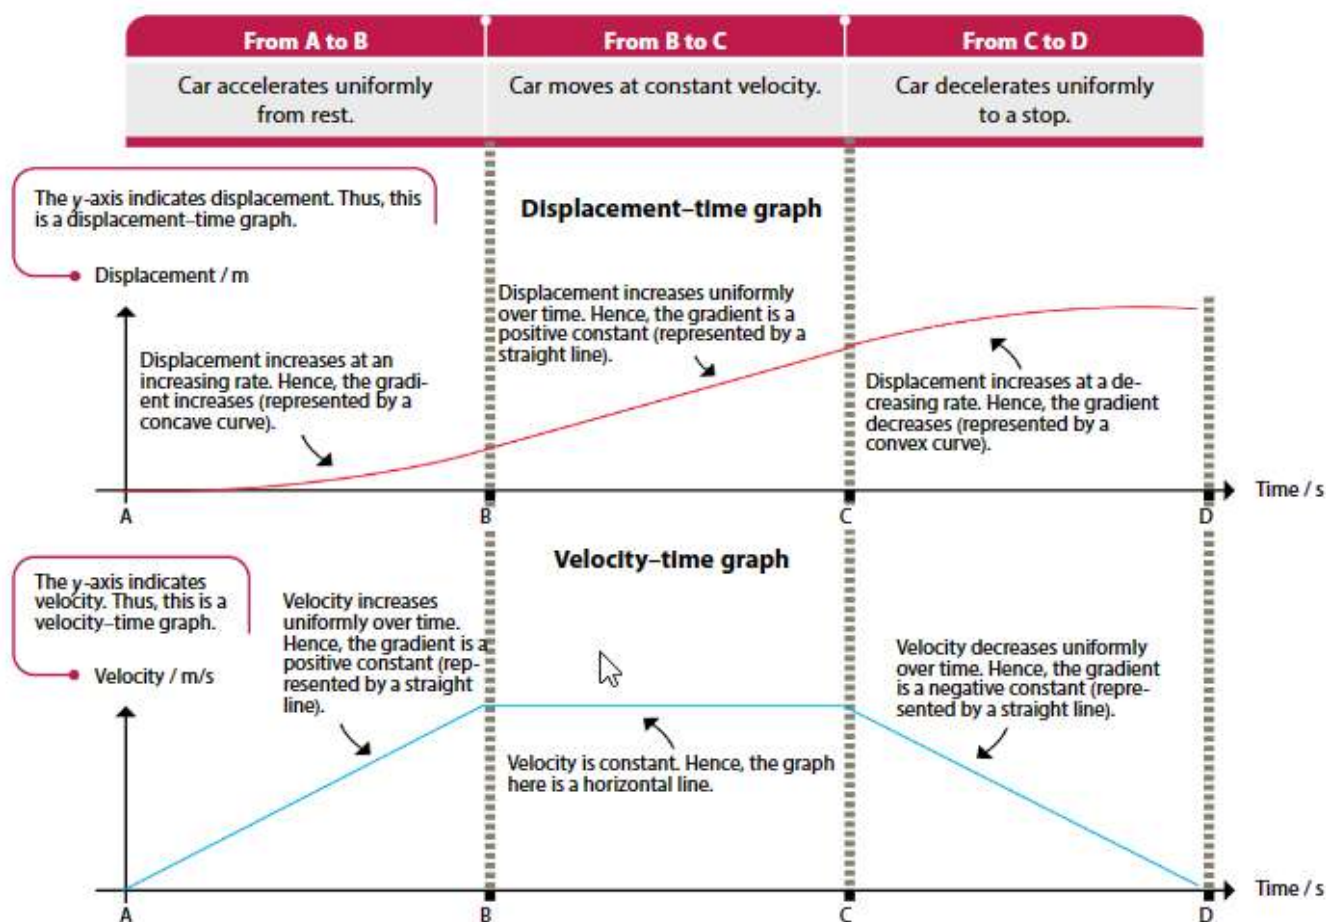 From A to B
From B to C
From C to D
Car accelerates uniformly
from rest.
Car moves at constant velocity.
Car decelerates uniformly
to a stop.
The y-axis indicates displacement. Thus, this
is a displacement–time graph.
Displacement–time graph
Displacement / m
Displacement increases at an
increasing rate. Hence, the gradi-
ent increases (represented by a
concave curve).
Displacement increases uniformly
over time. Hence, the gradient is a
positive constant (represented by a
straight line).
Displacement increases at a de-
creasing rate. Hence, the gradient
decreases (represented by a
convex curve).
Time / s
A
B
C
D
Velocity–time graph
The y-axis indicates
velocity. Thus, this is a
velocity–time graph.
Velocity / m/s
Velocity increases
uniformly over time.
Hence, the gradient is a
positive constant (rep-
resented by a straight
line).
Velocity is constant. Hence, the graph
here is a horizontal line.
Velocity decreases uniformly
over time. Hence, the gradient
is a negative constant (repre-
sented by a straight line).
Time / s
A
B
C
D